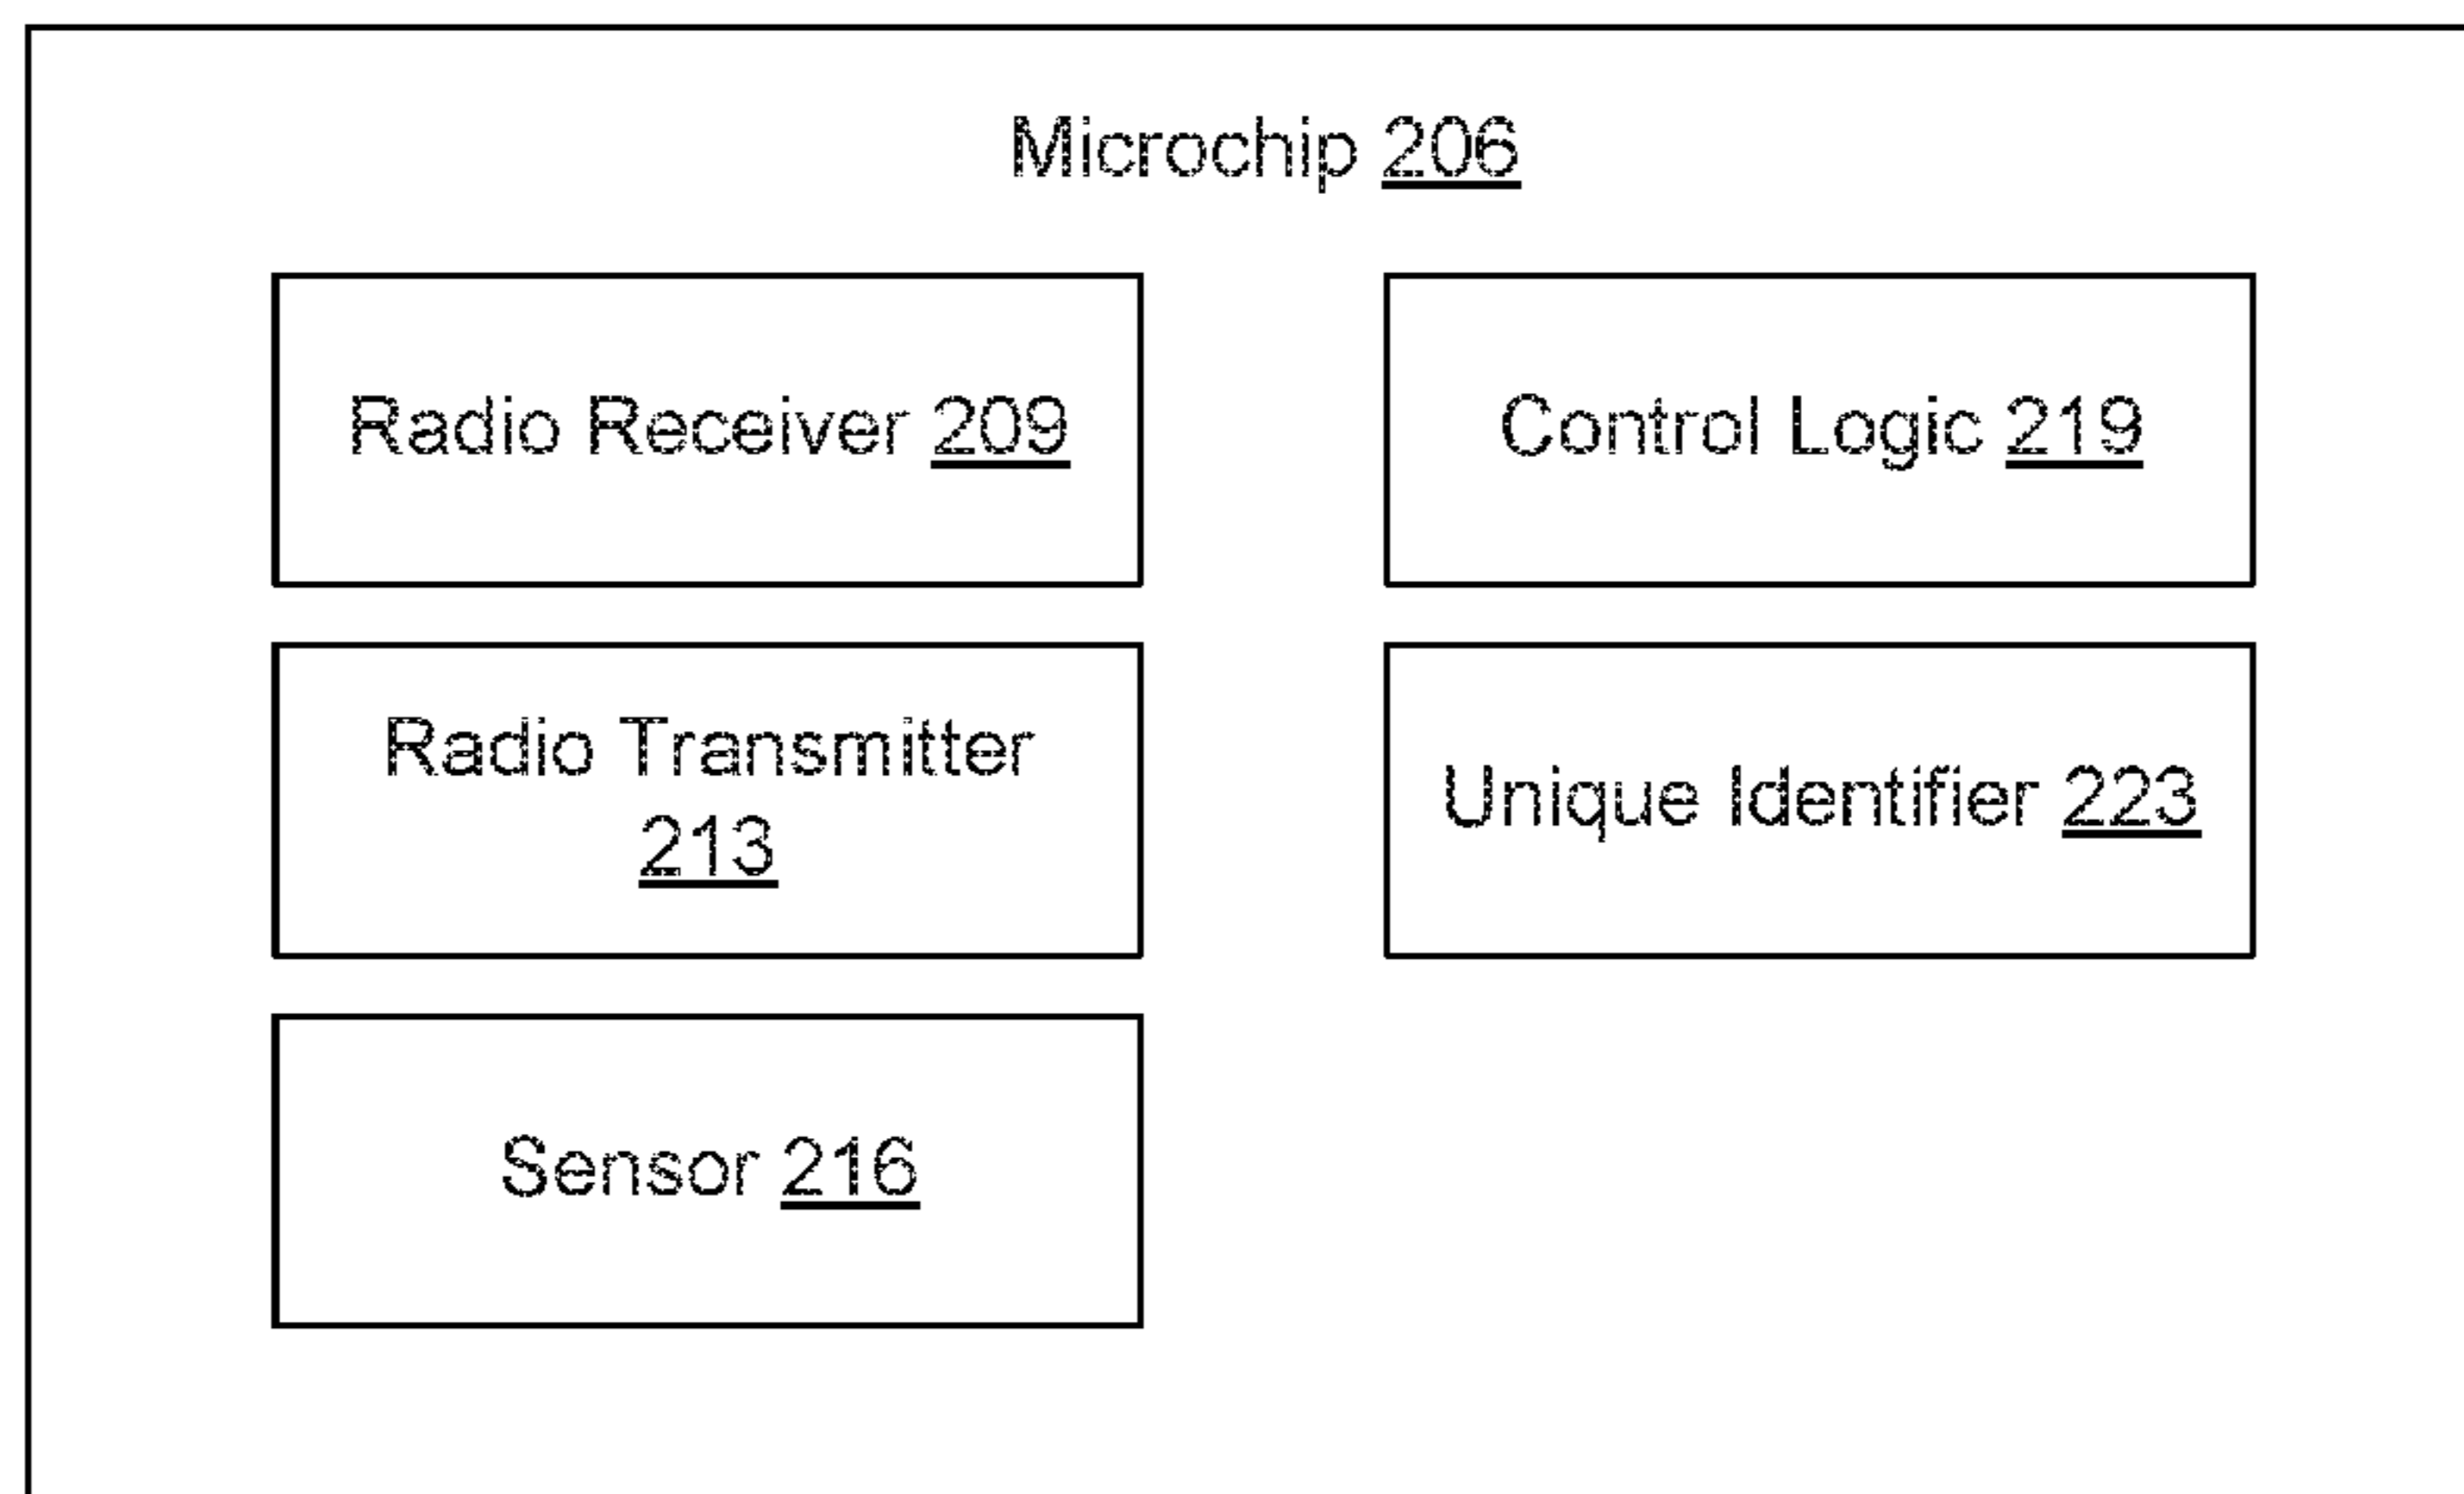 Microchip 206
Radio Receiver 209
Control Logic 219
Radio Transmitter
213
Unique Identifier 223
Sensor 216